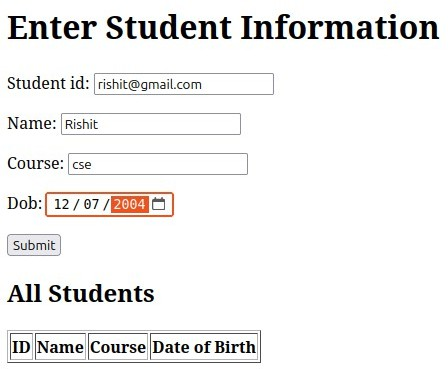 Enter Student Information
Student id: rishit@gmail.com
Name: Rishit
Course: cse
Dob: 12/07/2004
Submit
All Students
ID Name Course Date of Birth